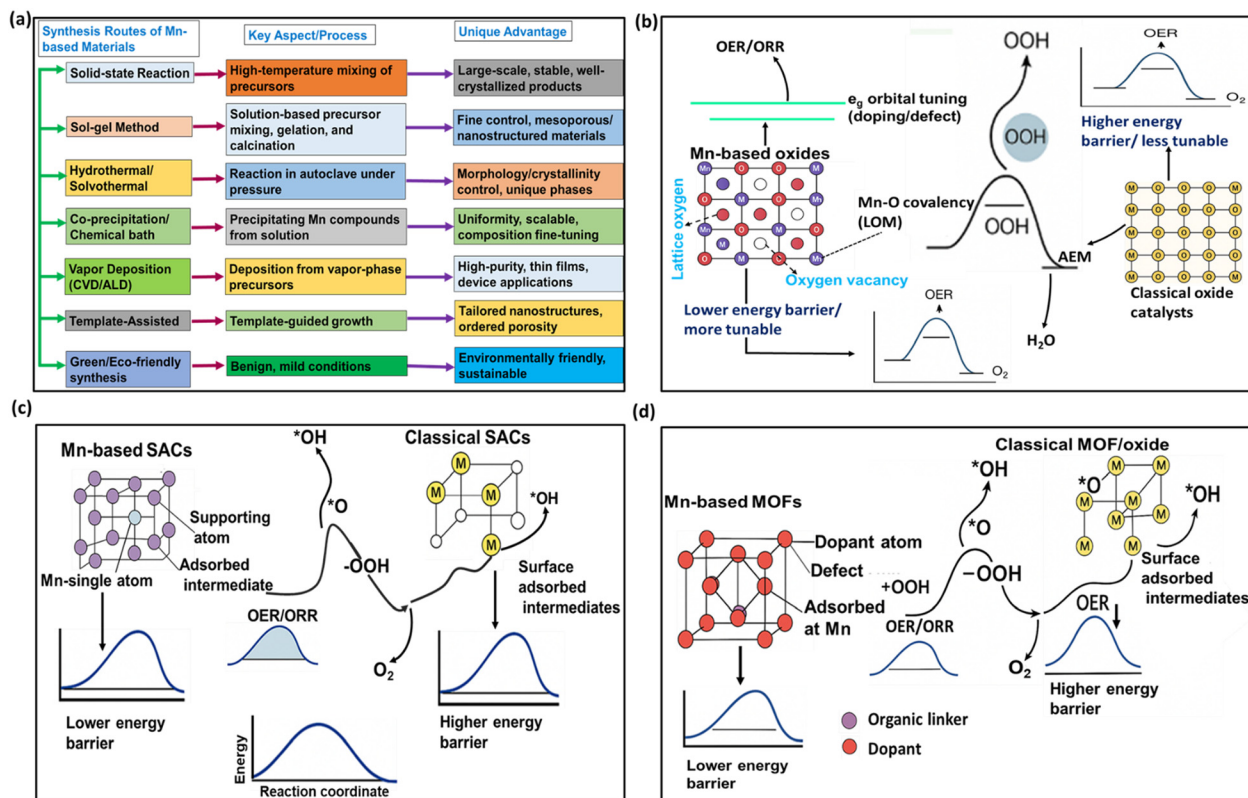 (a)
Synthesis Routes of Mn-
based Materials
Key Aspect/Process
Unique Advantage
Solid-state Reaction
High-temperature mixing of
precursors
Large-scale, stable, well-
crystallized products
Sol-gel Method
Solution-based precursor
mixing, gelation, and
calcination
Fine control, mesoporous/
nanostructured materials
Hydrothermal/
Solvothermal
Reaction in autoclave under
pressure
Morphology/crystallinity
control, unique phases
Co-precipitation/
Chemical bath
Precipitating Mn compounds
from solution
Uniformity, scalable,
composition fine-tuning
Vapor Deposition
(CVD/ALD)
Deposition from vapor-phase
precursors
High-purity, thin films,
device applications
Template-Assisted
Template-guided growth
Tailored nanostructures,
ordered porosity
Green/Eco-friendly
synthesis
Benign, mild conditions
Environmentally friendly,
sustainable
(b)
OER/ORR
e_g orbital tuning
(doping/defect)
Mn-based oxides
Mn O M O Mn
O M O M
Mn O M O Mn
M
O M O M Mn
Lattice oxygen
Mn-O covalency
(LOM)
Oxygen vacancy
Lower energy barrier/
more tunable
OER
O₂
OOH
OOH
OOH
AEM
H₂O
OER
O₂
Higher energy
barrier/ less tunable
M O O O M
O O O O O
M O O O M
O O O O O
M O O O M
Classical oxide
catalysts
(c)
Mn-based SACs
Supporting
atom
Adsorbed
intermediate
Mn-single atom
Lower energy
barrier
*OH
*O
-OOH
OER/ORR
O₂
Classical SACs
M
M
M
M
M
*OH
Surface
adsorbed
intermediates
Higher energy
barrier
Energy
Reaction coordinate
(d)
Mn-based MOFs
Dopant atom
Defect
Adsorbed
at Mn
Lower energy
barrier
Organic linker
Dopant
+OOH
OER/ORR
*OH
*O
–OOH
O₂
Classical MOF/oxide
*O
M
M
M
M
M
M
M
*OH
Surface
adsorbed
intermediates
OER
Higher energy
barrier